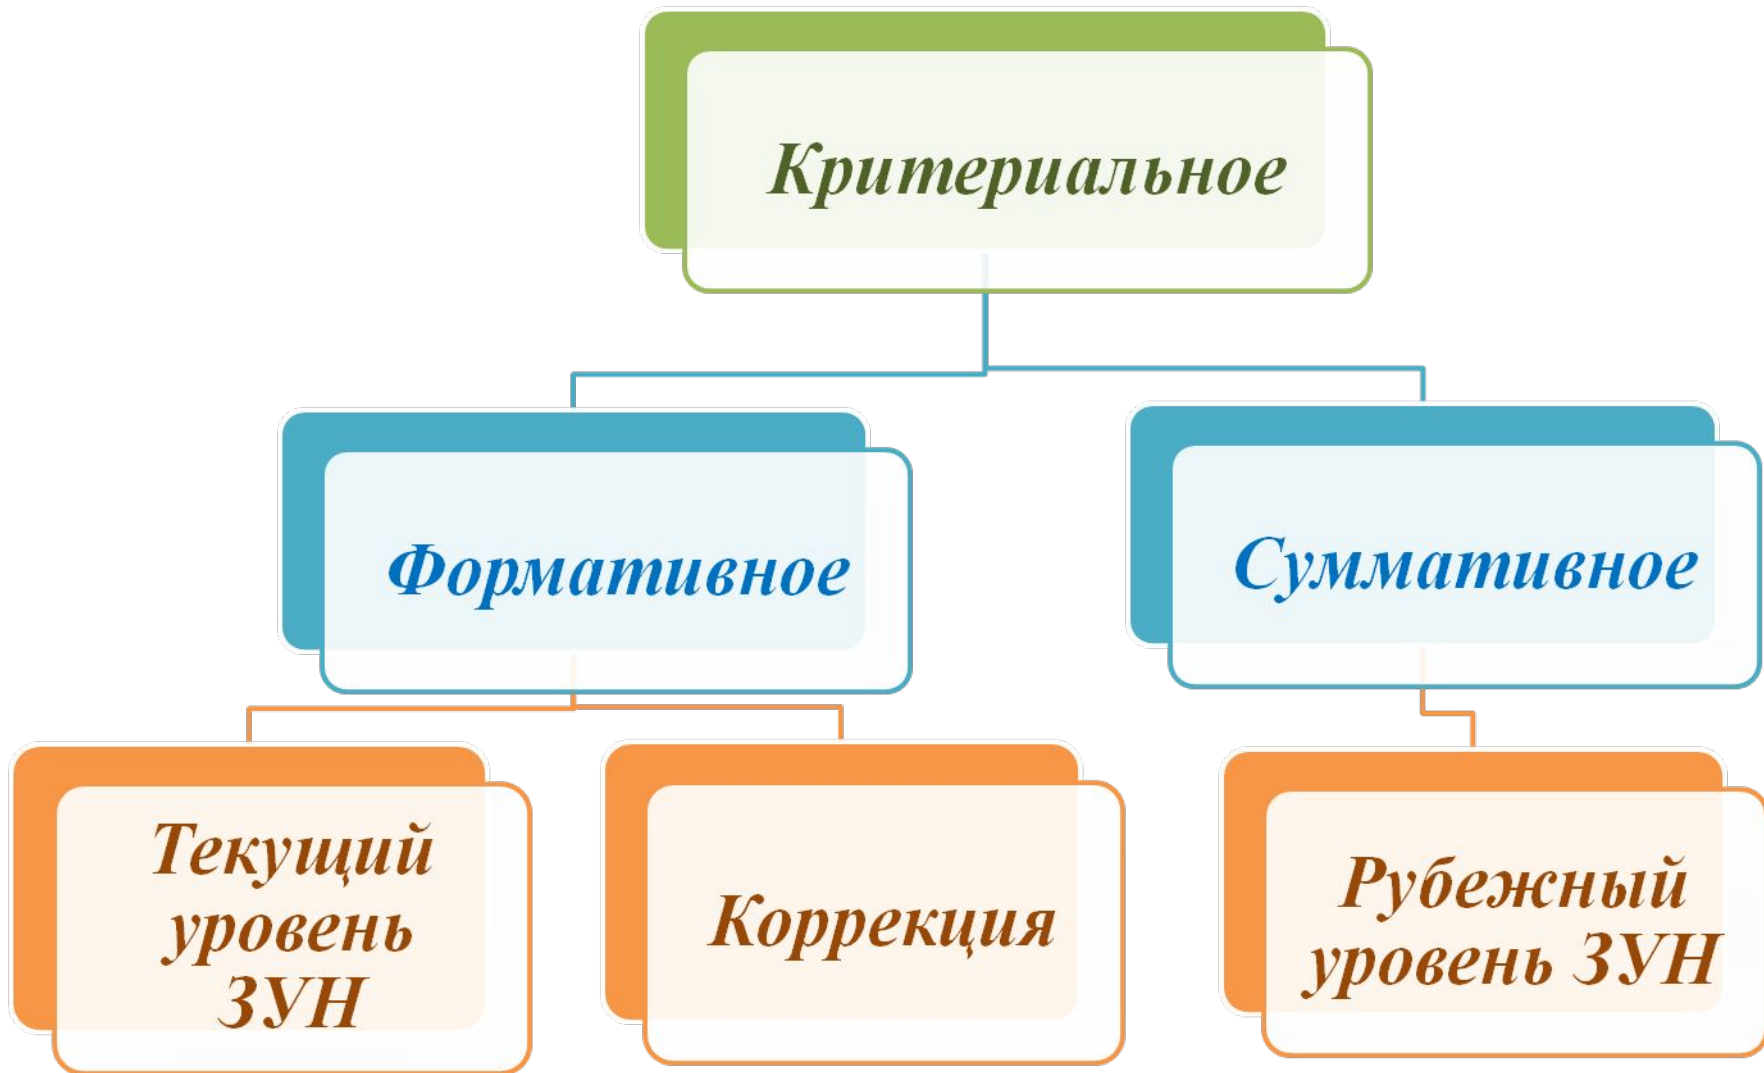 Критериальное
Формативное
Суммативное
Текущий
уровень
ЗУН
Коррекция
Рубежный
уровень ЗУН